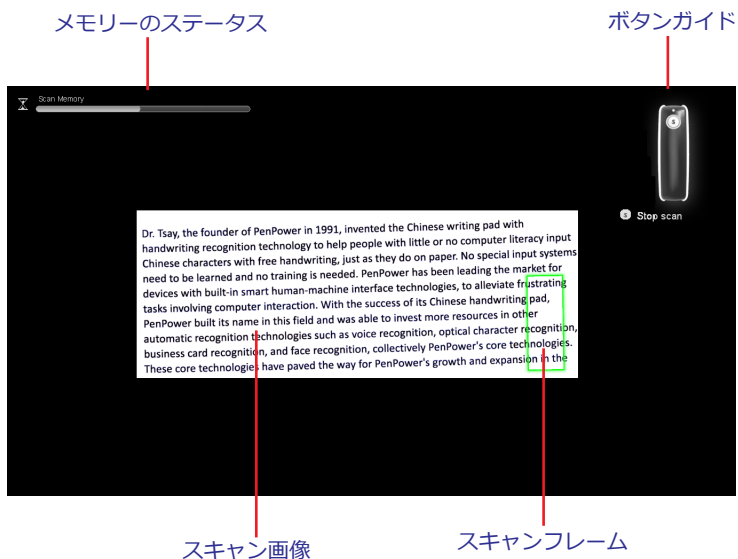 メモリーのステータス
ボタンガイド
Scan Memory
S
S Stop scan
Dr. Tsay, the founder of PenPower in 1991, invented the Chinese writing pad with
handwriting recognition technology to help people with little or no computer literacy input
Chinese characters with free handwriting, just as they do on paper. No special input systems
need to be learned and no training is needed. PenPower has been leading the market for
devices with built-in smart human-machine interface technologies, to alleviate frustrating
tasks involving computer interaction. With the success of its Chinese handwriting pad,
PenPower built its name in this field and was able to invest more resources in other
automatic recognition technologies such as voice recognition, optical character recognition,
business card recognition, and face recognition, collectively PenPower's core technologies.
These core technologies have paved the way for PenPower's growth and expansion in the
スキャン画像
スキャンフレーム